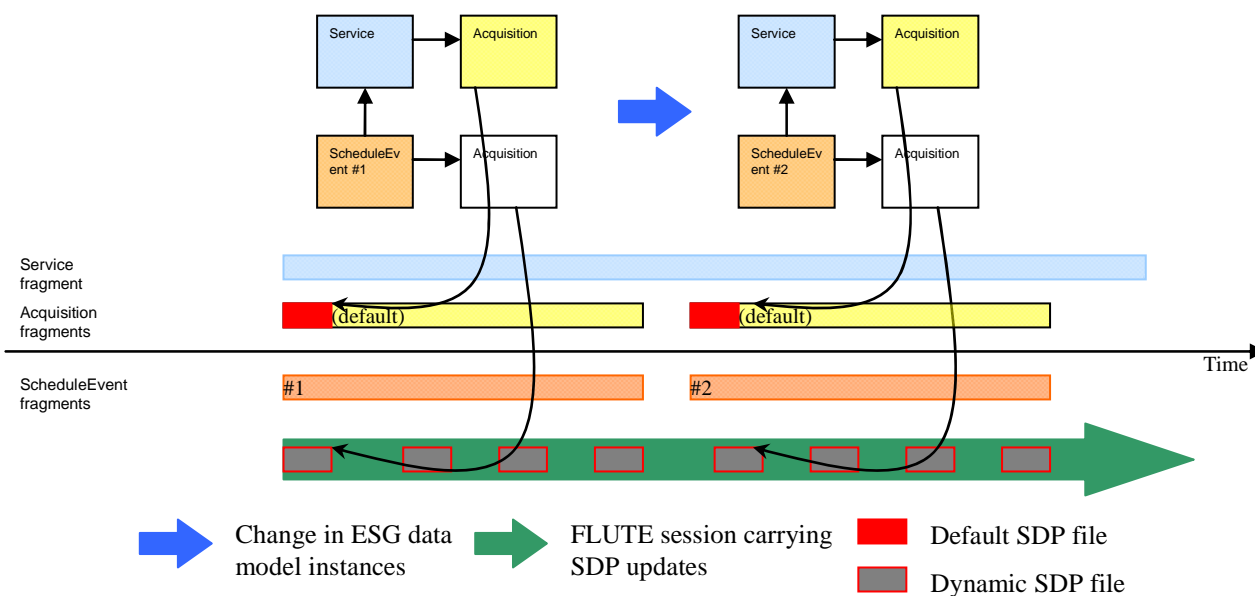 Service
Acquisition
Service
Acquisition
ScheduleEv
ent #1
Acquisition
ScheduleEv
ent #2
Acquisition
Service
fragment
Acquisition
fragments
(default)
(default)
Time
ScheduleEvent
fragments
#1
#2
Change in ESG data
model instances
FLUTE session carrying
SDP updates
Default SDP file
Dynamic SDP file